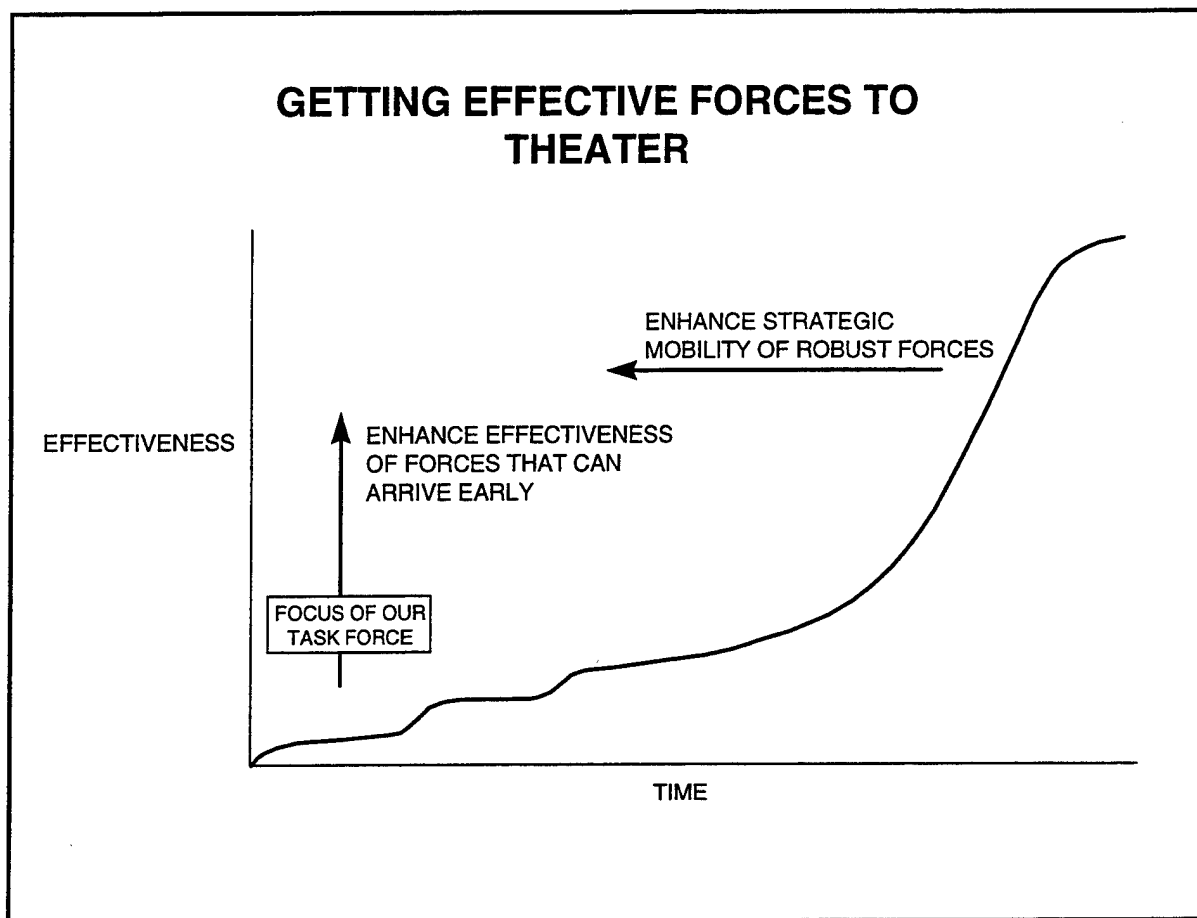 GETTING EFFECTIVE FORCES TO
THEATER
ENHANCE STRATEGIC
MOBILITY OF ROBUST FORCES
EFFECTIVENESS
ENHANCE EFFECTIVENESS
OF FORCES THAT CAN
ARRIVE EARLY
FOCUS OF OUR
TASK FORCE
TIME